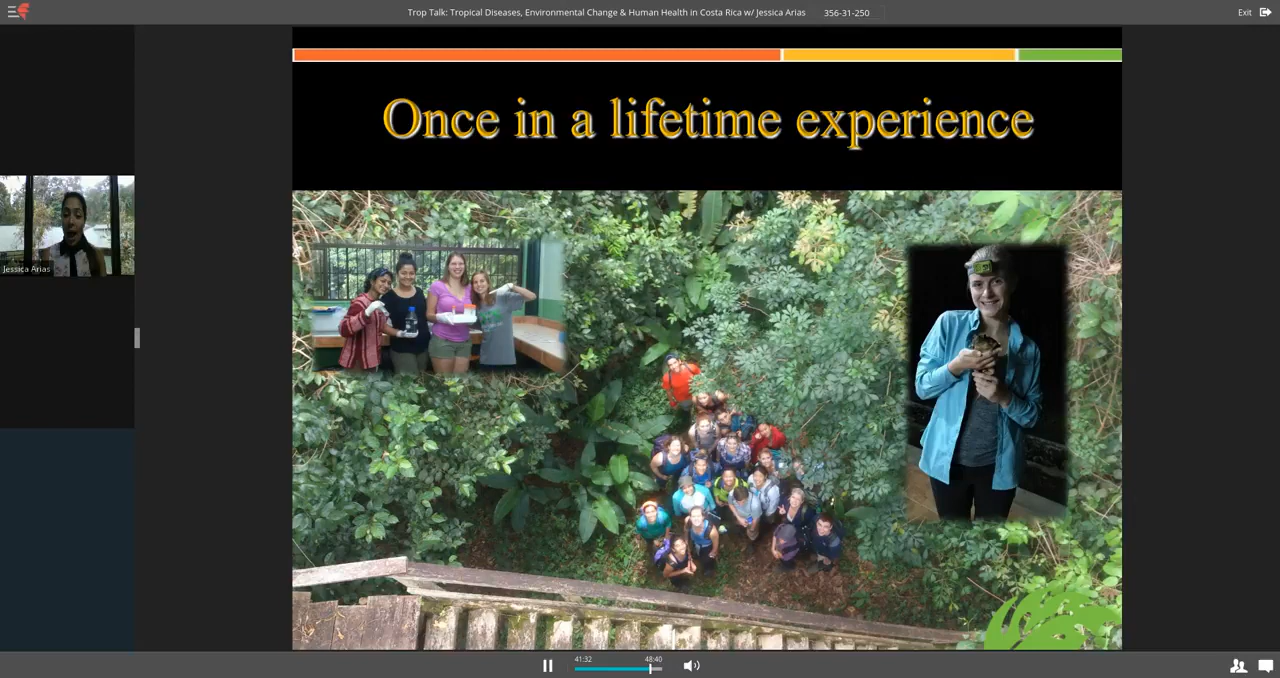 Trop Talk: Tropical Diseases, Environmental Change & Human Health in Costa Rica w/ Jessica Arias 356-31-250 Exit
Once in a lifetime experience
Jessica Arias
41:32 48:40